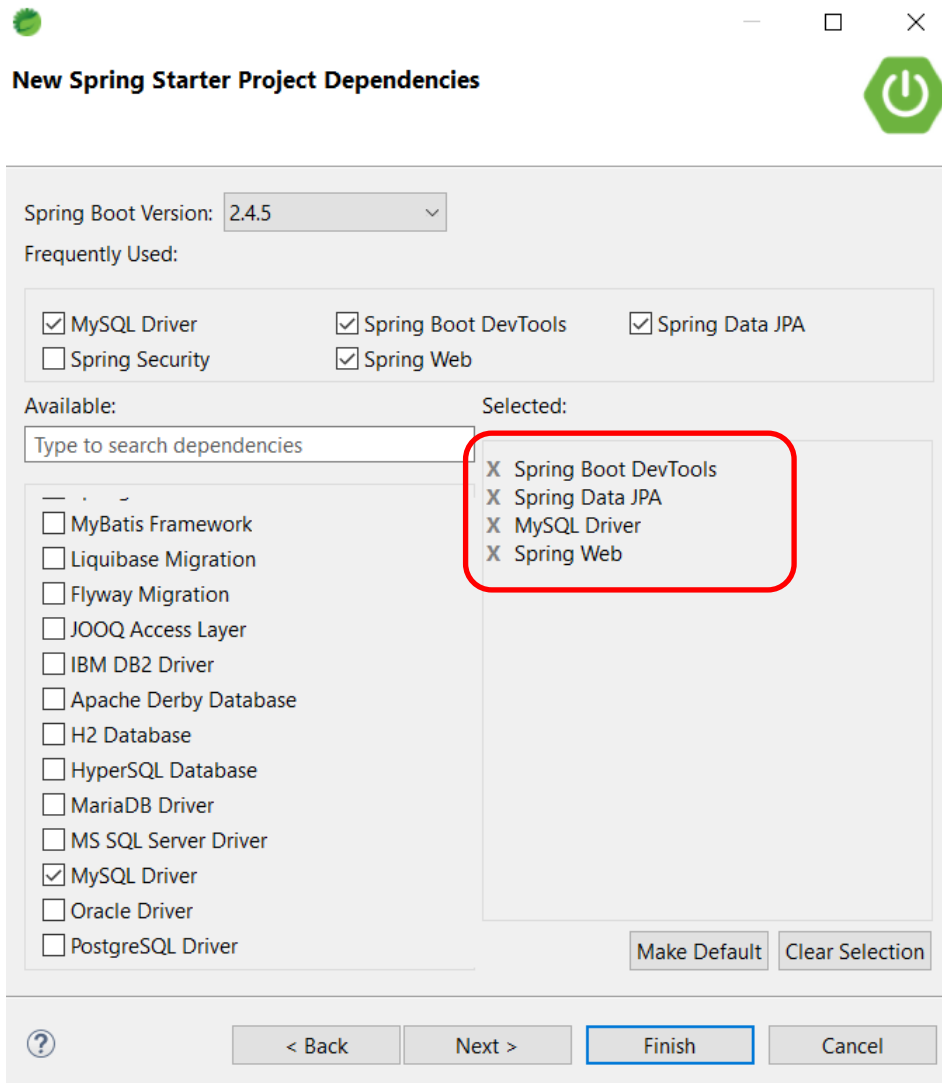 New Spring Starter Project Dependencies
Spring Boot Version: 2.4.5
Frequently Used:
MySQL Driver Spring Boot DevTools Spring Data JPA
Spring Security Spring Web
Available: Selected:
Type to search dependencies
X Spring Boot DevTools
X Spring Data JPA
X MySQL Driver
X Spring Web
MyBatis Framework
Liquibase Migration
Flyway Migration
JOOQ Access Layer
IBM DB2 Driver
Apache Derby Database
H2 Database
HyperSQL Database
MariaDB Driver
MS SQL Server Driver
MySQL Driver
Oracle Driver
PostgreSQL Driver
Make Default Clear Selection
? < Back Next > Finish Cancel